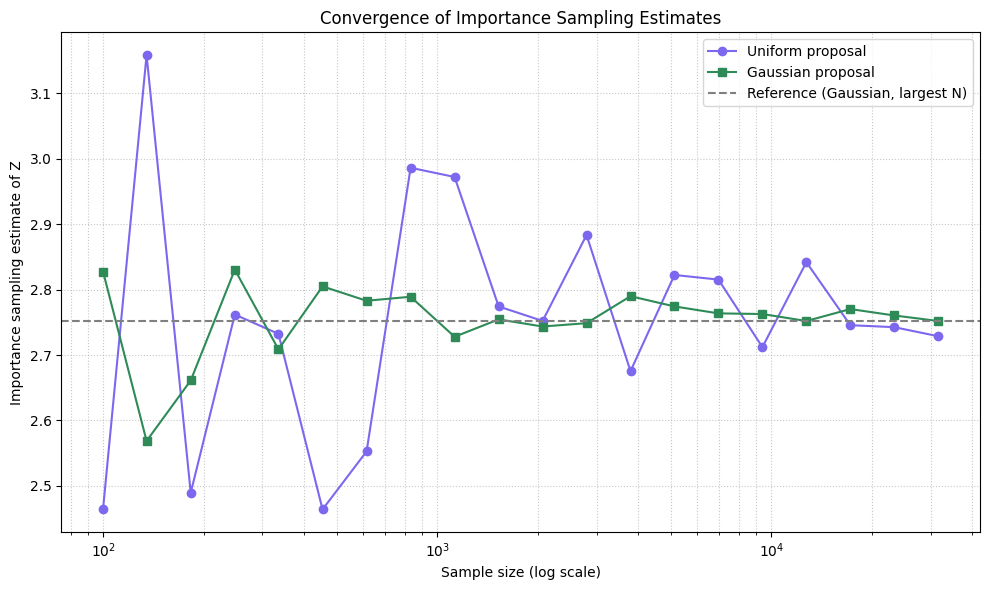 Convergence of Importance Sampling Estimates
Uniform proposal
Gaussian proposal
Reference (Gaussian, largest N)
Importance sampling estimate of Z
3.1
3.0
2.9
2.8
2.7
2.6
2.5
10²
10³
10⁴
Sample size (log scale)